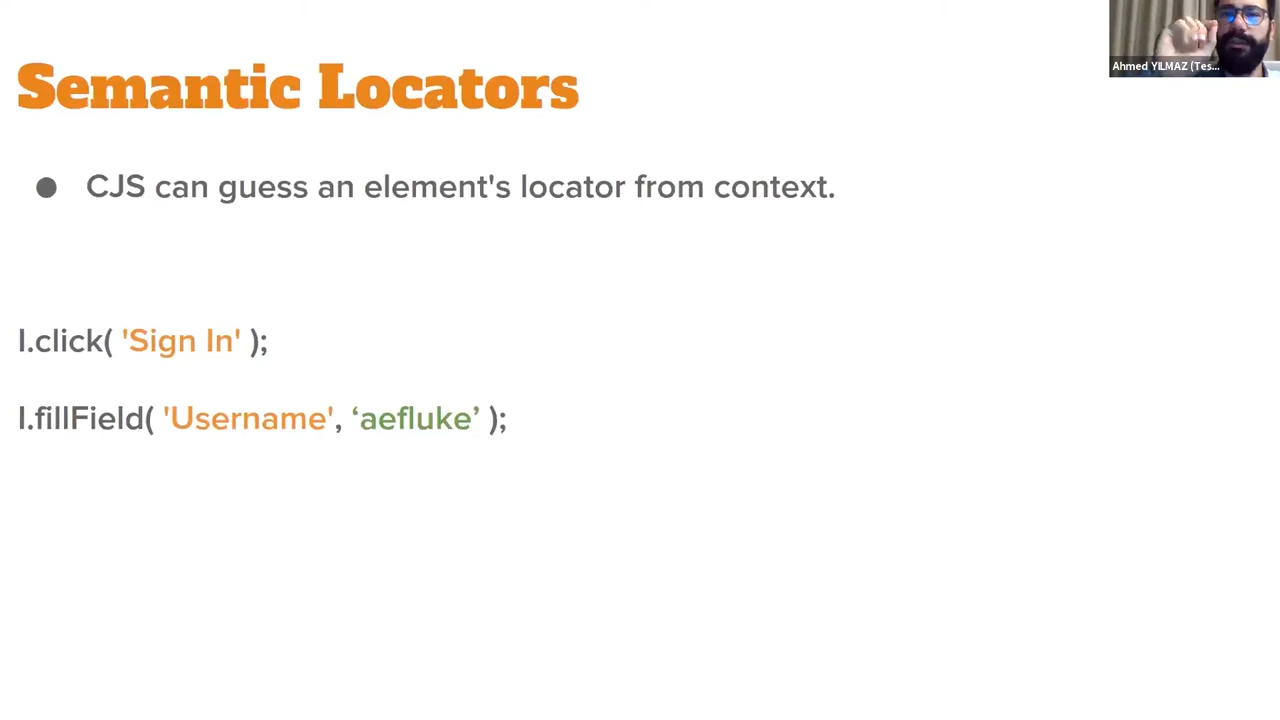 Semantic Locators
● CJS can guess an element's locator from context.
I.click( 'Sign In' );
I.fillField( 'Username', ‘aefluke’ );
Ahmed YILMAZ (Tes...